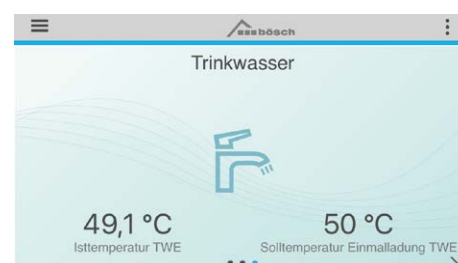 bösch
Trinkwasser
49,1 °C
50 °C
Isttemperatur TWE
Solltemperatur Einmalladung TWE